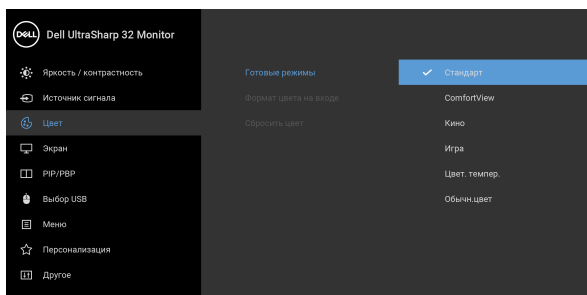 DELL Dell UltraSharp 32 Monitor
Яркость / контрастность Готовые режимы Стандарт
Источник сигнала Формат цвета на входе ComfortView
Цвет Сбросить цвет Кино
Экран Игра
PIP/PBP Цвет. темпер.
Выбор USB Обычн.цвет
Меню
Персонализация
Другое